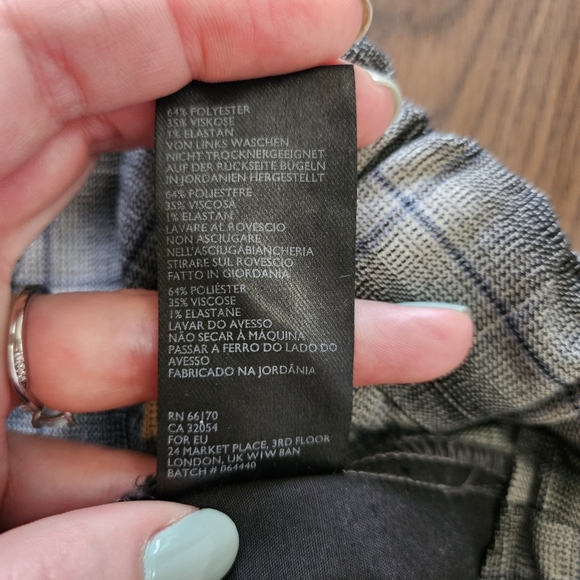 64% POLYESTER
35% VISKOSE
1% ELASTAN
VON LINKS WASCHEN
NICHT TROCKNERGEEIGNET
AUF DER RÜCKSEITE BÜGELN
IN JORDANIEN HERGESTELLT
64% POLIESTERE
35% VISCOSA
1% ELASTAN
LAVARE AL ROVESCIO
NON ASCIUGARE
NELL'ASCIUGABIANCHERIA
STIRARE SUL ROVESCIO
FATTO IN GIORDANIA
64% POLIÉSTER
35% VISCOSE
1% ELASTANE
LAVAR DO AVESSO
NÃO SECAR À MAQUINA
PASSAR A FERRO DO LADO DO
AVESSO
FABRICADO NA JORDÂNIA
RN 66170
CA 32054
FOR EU
24 MARKET PLACE, 3RD FLOOR
LONDON, UK W1W 8AN
BATCH # 064440